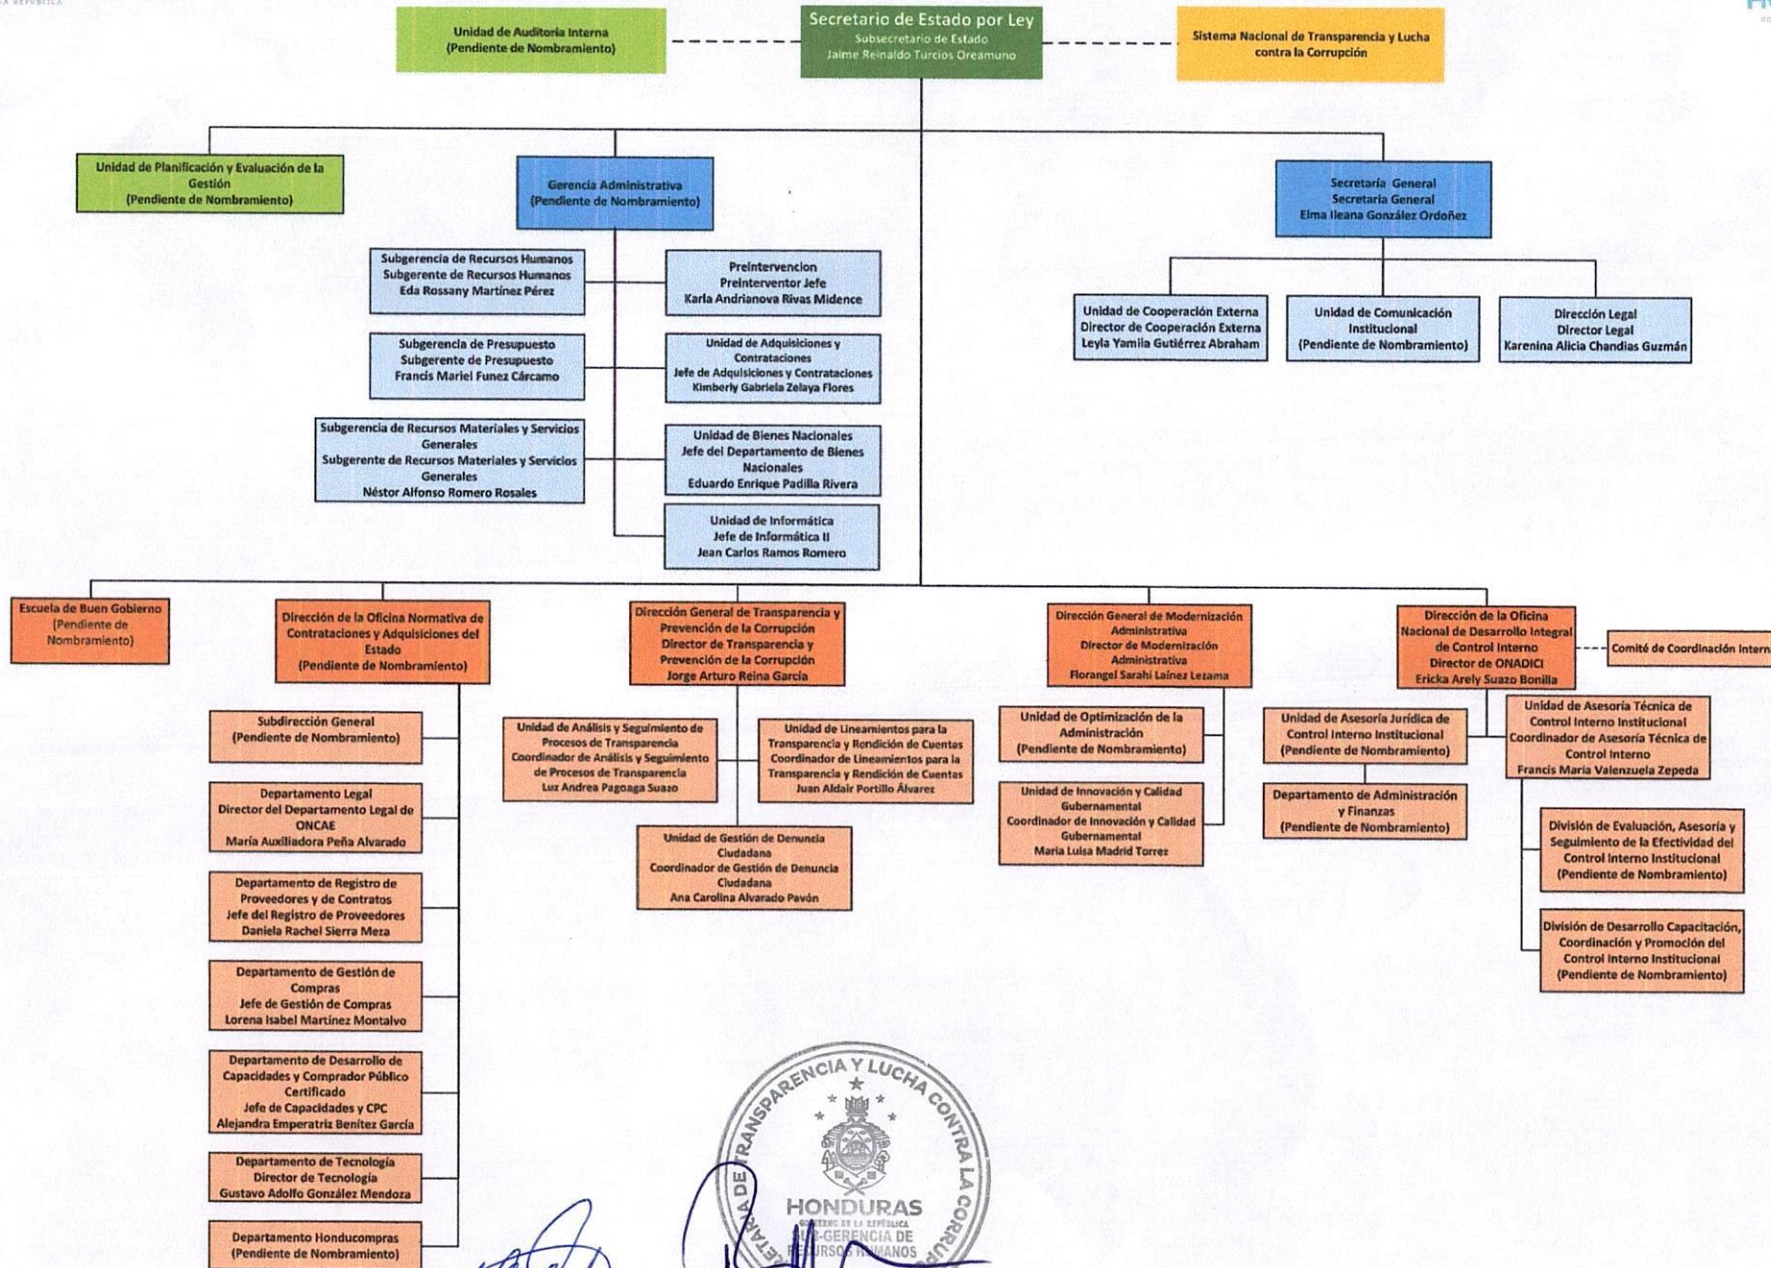 Unidad de Auditoria Interna
(Pendiente de Nombramiento)
Secretario de Estado por Ley
Subsecretario de Estado
Jaime Reinaldo Turcios Oreamuno
Sistema Nacional de Transparencia y Lucha
contra la Corrupción
Unidad de Planificación y Evaluación de la
Gestión
(Pendiente de Nombramiento)
Gerencia Administrativa
(Pendiente de Nombramiento)
Secretaría General
Secretaria General
Elma Ileana González Ordoñez
Subgerencia de Recursos Humanos
Subgerente de Recursos Humanos
Eda Rossany Martínez Pérez
Preintervencion
Preinterventor Jefe
Karla Andrianova Rivas Midence
Subgerencia de Presupuesto
Subgerente de Presupuesto
Francis Mariel Funez Cárcamo
Unidad de Adquisiciones y
Contrataciones
Jefe de Adquisiciones y Contrataciones
Kimberly Gabriela Zelaya Flores
Subgerencia de Recursos Materiales y Servicios
Generales
Subgerente de Recursos Materiales y Servicios
Generales
Néstor Alfonso Romero Rosales
Unidad de Bienes Nacionales
Jefe del Departamento de Bienes
Nacionales
Eduardo Enrique Padilla Rivera
Unidad de Informática
Jefe de Informática II
Jean Carlos Ramos Romero
Unidad de Cooperación Externa
Director de Cooperación Externa
Leyla Yamila Gutiérrez Abraham
Unidad de Comunicación
Institucional
(Pendiente de Nombramiento)
Dirección Legal
Director Legal
Karenina Alicia Chandias Guzmán
Escuela de Buen Gobierno
(Pendiente de
Nombramiento)
Dirección de la Oficina Normativa de
Contrataciones y Adquisiciones del
Estado
(Pendiente de Nombramiento)
Dirección General de Transparencia y
Prevención de la Corrupción
Director de Transparencia y
Prevención de la Corrupción
Jorge Arturo Reina García
Dirección General de Modernización
Administrativa
Director de Modernización
Administrativa
Florangel Sarahi Laínez Lezama
Dirección de la Oficina
Nacional de Desarrollo Integral
de Control Interno
Director de ONADICI
Ericka Arely Suazo Bonilla
Comité de Coordinación Intern
Subdirección General
(Pendiente de Nombramiento)
Departamento Legal
Director del Departamento Legal de
ONCAE
María Auxiliadora Peña Alvarado
Departamento de Registro de
Proveedores y de Contratos
Jefe del Registro de Proveedores
Daniela Rachel Sierra Meza
Departamento de Gestión de
Compras
Jefe de Gestión de Compras
Lorena Isabel Martínez Montalvo
Departamento de Desarrollo de
Capacidades y Comprador Público
Certificado
Jefe de Capacidades y CPC
Alejandra Emperatriz Benítez García
Departamento de Tecnología
Director de Tecnología
Gustavo Adolfo González Mendoza
Departamento Honducompras
(Pendiente de Nombramiento)
Unidad de Análisis y Seguimiento de
Procesos de Transparencia
Coordinador de Análisis y Seguimiento
de Procesos de Transparencia
Luz Andrea Pagoaga Suazo
Unidad de Lineamientos para la
Transparencia y Rendición de Cuentas
Coordinador de Lineamientos para la
Transparencia y Rendición de Cuentas
Juan Aldair Portillo Álvarez
Unidad de Gestión de Denuncia
Ciudadana
Coordinador de Gestión de Denuncia
Ciudadana
Ana Carolina Alvarado Pavón
Unidad de Optimización de la
Administración
(Pendiente de Nombramiento)
Unidad de Innovación y Calidad
Gubernamental
Coordinador de Innovación y Calidad
Gubernamental
Maria Luisa Madrid Torrez
Unidad de Asesoría Jurídica de
Control Interno Institucional
(Pendiente de Nombramiento)
Departamento de Administración
y Finanzas
(Pendiente de Nombramiento)
Unidad de Asesoría Técnica de
Control Interno Institucional
Coordinador de Asesoría Técnica de
Control Interno
Francis María Valenzuela Zepeda
División de Evaluación, Asesoría y
Seguimiento de la Efectividad del
Control Interno Institucional
(Pendiente de Nombramiento)
División de Desarrollo Capacitación,
Coordinación y Promoción del
Control Interno Institucional
(Pendiente de Nombramiento)
ETARIA DE TRANSPARENCIA Y LUCHA CONTRA LA CORRUP
HONDURAS
GOBIERNO DE LA REPÚBLICA
SUB-GERENCIA DE
RECURSOS HUMANOS